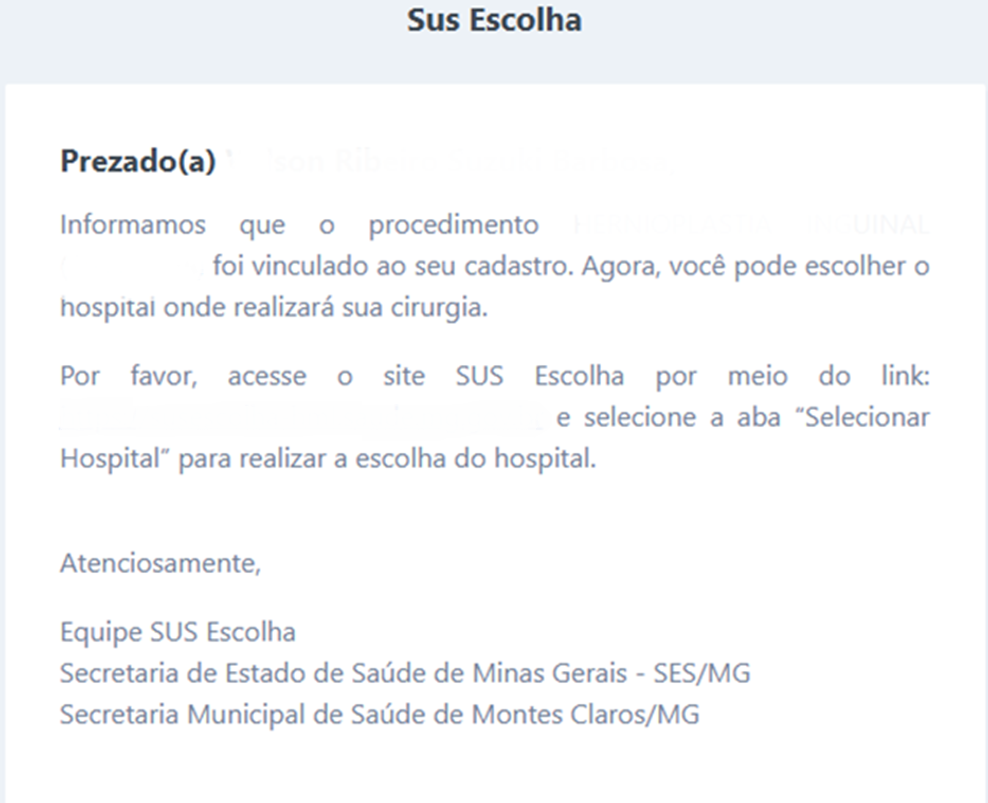 Sus Escolha
Prezado(a)
Informamos que o procedimento
foi vinculado ao seu cadastro. Agora, você pode escolher o
hospital onde realizará sua cirurgia.
Por favor, acesse o site SUS Escolha por meio do link:
e selecione a aba “Selecionar
Hospital” para realizar a escolha do hospital.
Atenciosamente,
Equipe SUS Escolha
Secretaria de Estado de Saúde de Minas Gerais - SES/MG
Secretaria Municipal de Saúde de Montes Claros/MG